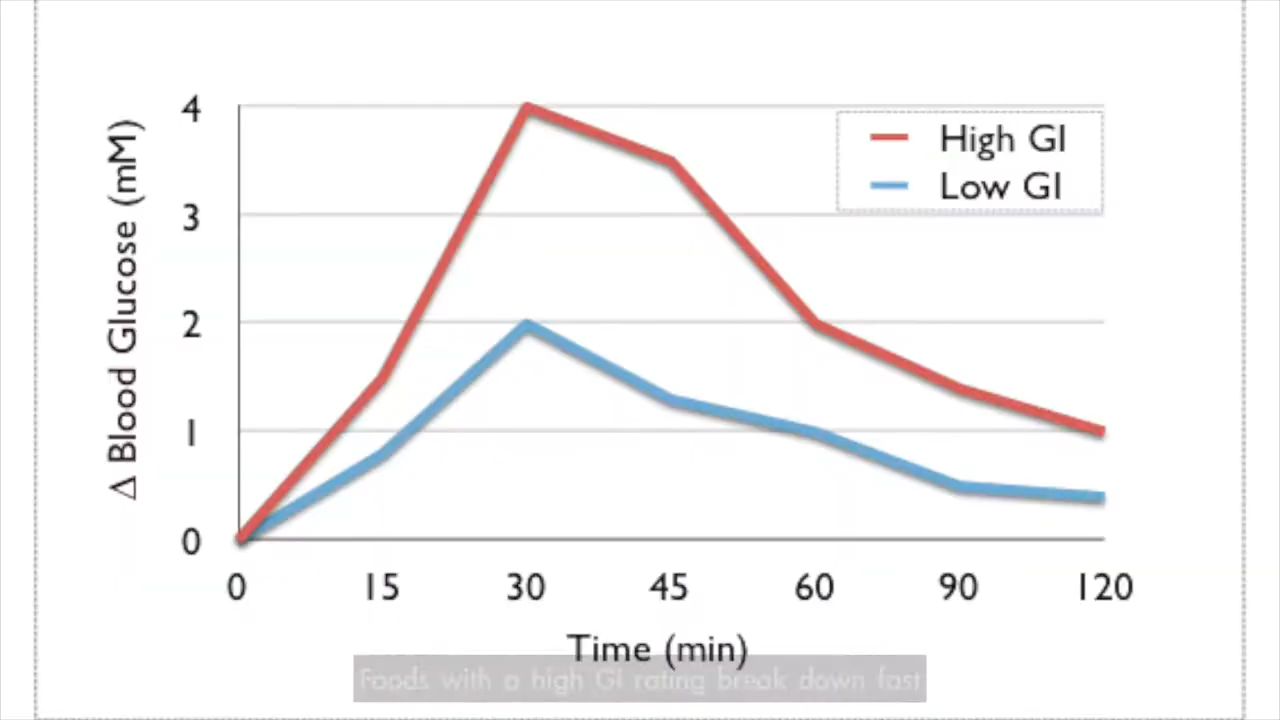 4
High GI
Low GI
3
2
1
0
Δ Blood Glucose (mM)
0 15 30 45 60 90 120
Time (min)
Foods with a high GI rating break down fast